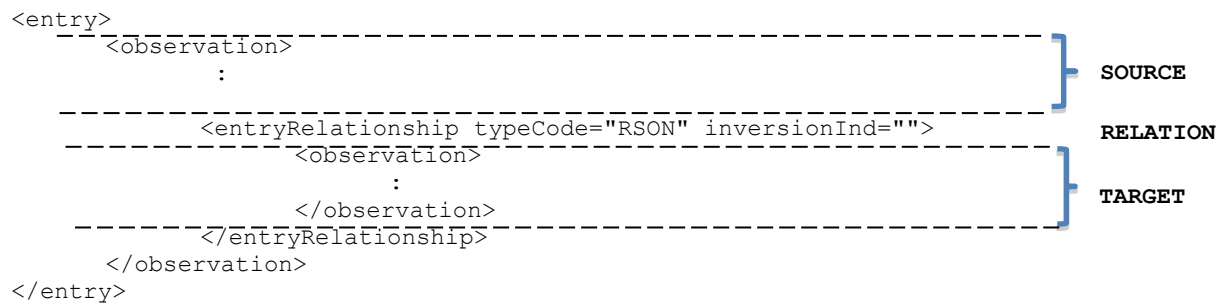 <entry>
<observation>
:
SOURCE
<entryRelationship typeCode="RSON" inversionInd="">
RELATION
<observation>
:
TARGET
</observation>
</entryRelationship>
</observation>
</entry>